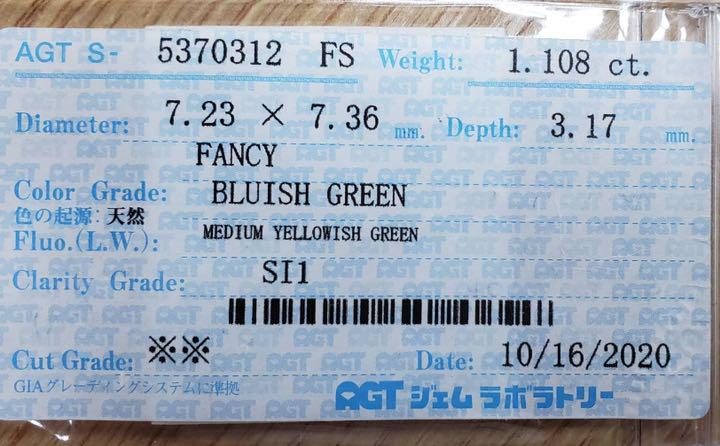 AGT S- 5370312 FS Weight: 1.108 ct.
Diameter: 7.23 × 7.36 mm. Depth: 3.17 mm.
FANCY
Color Grade: BLUISH GREEN
色の起源: 天然
Fluo.(L.W.): MEDIUM YELLOWISH GREEN
Clarity Grade: SI1
Cut Grade: ※※ Date: 10/16/2020
GIAグレーディングシステムに準拠
AGT ジェムラボラトリー